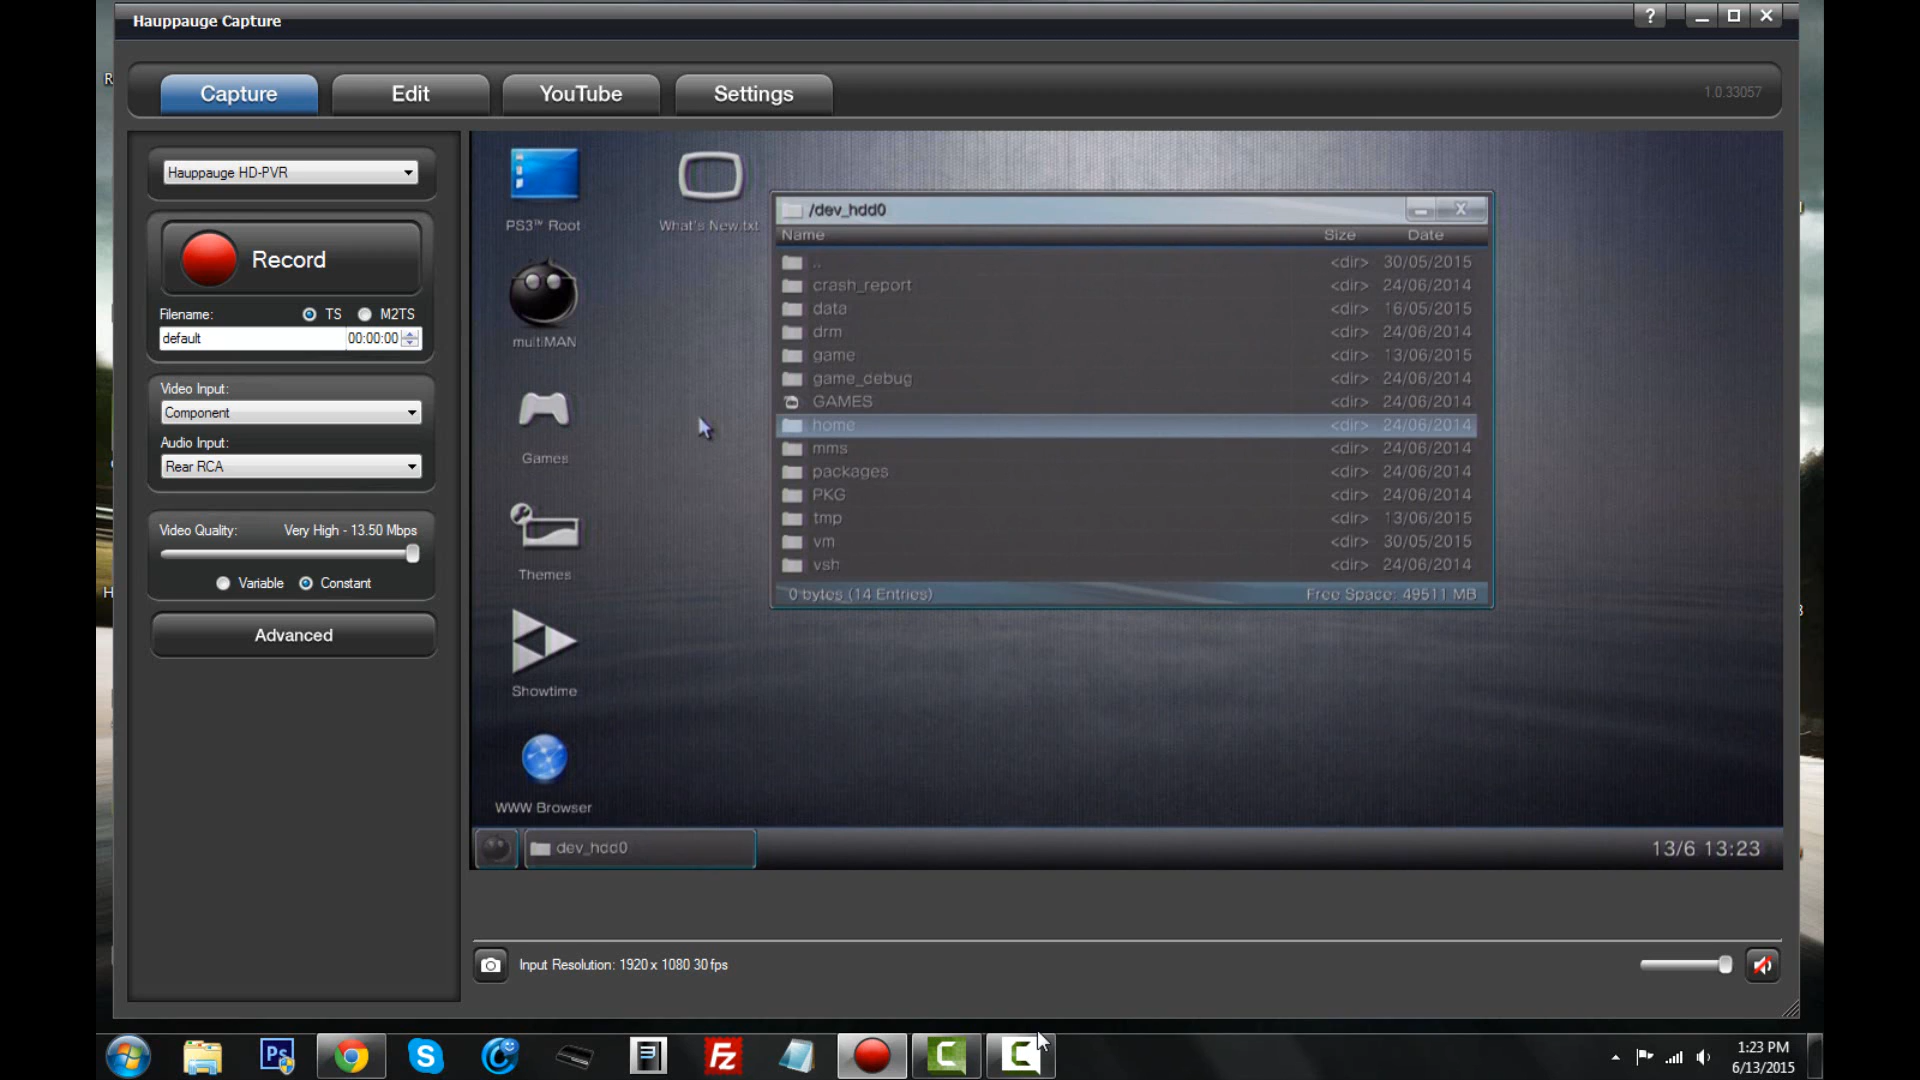 Hauppauge Capture
?
Capture
Edit
YouTube
Settings
1.0.33057
Hauppauge HD-PVR
Record
Filename:
TS
M2TS
default
00:00:00
Video Input:
Component
Audio Input:
Rear RCA
Video Quality:
Very High - 13.50 Mbps
Variable
Constant
Advanced
PS3™ Root
What's New.txt
multiMAN
Games
Themes
Showtime
WWW Browser
/dev_hdd0
X
Name Size Date
.. <dir> 30/05/2015
crash_report <dir> 24/06/2014
data <dir> 16/05/2015
drm <dir> 24/06/2014
game <dir> 13/06/2015
game_debug <dir> 24/06/2014
GAMES <dir> 24/06/2014
home <dir> 24/06/2014
mms <dir> 24/06/2014
packages <dir> 24/06/2014
PKG <dir> 24/06/2014
tmp <dir> 13/06/2015
vm <dir> 30/05/2015
vsh <dir> 24/06/2014
0 bytes (14 Entries) Free Space: 49511 MB
dev_hdd0
13/6 13:23
Input Resolution: 1920 x 1080 30 fps
Ps
Fz
1:23 PM
6/13/2015